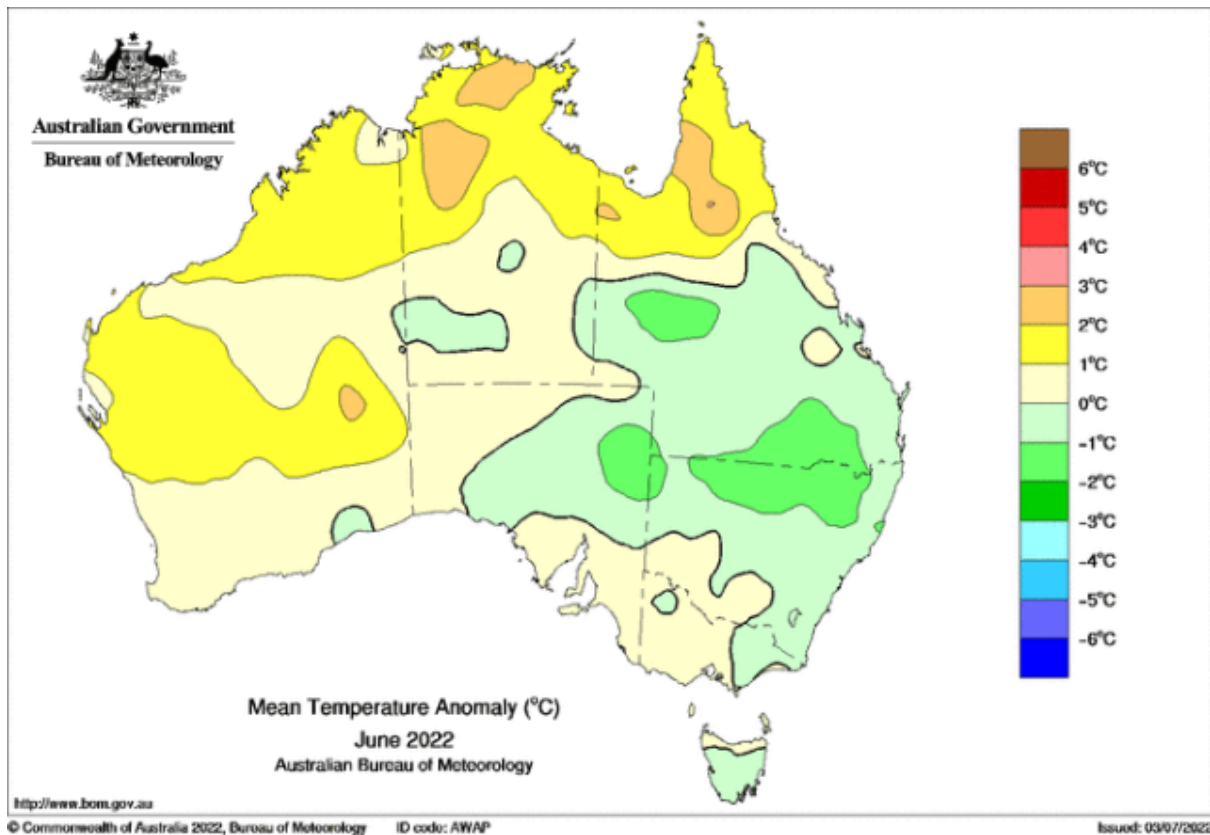 Australian Government
Bureau of Meteorology
6°C
5°C
4°C
3°C
2°C
1°C
0°C
-1°C
-2°C
-3°C
-4°C
-5°C
-6°C
Mean Temperature Anomaly (°C)
June 2022
Australian Bureau of Meteorology
http://www.bom.gov.au
© Commonwealth of Australia 2022, Bureau of Meteorology ID code: AWAP Issued: 03/07/2022